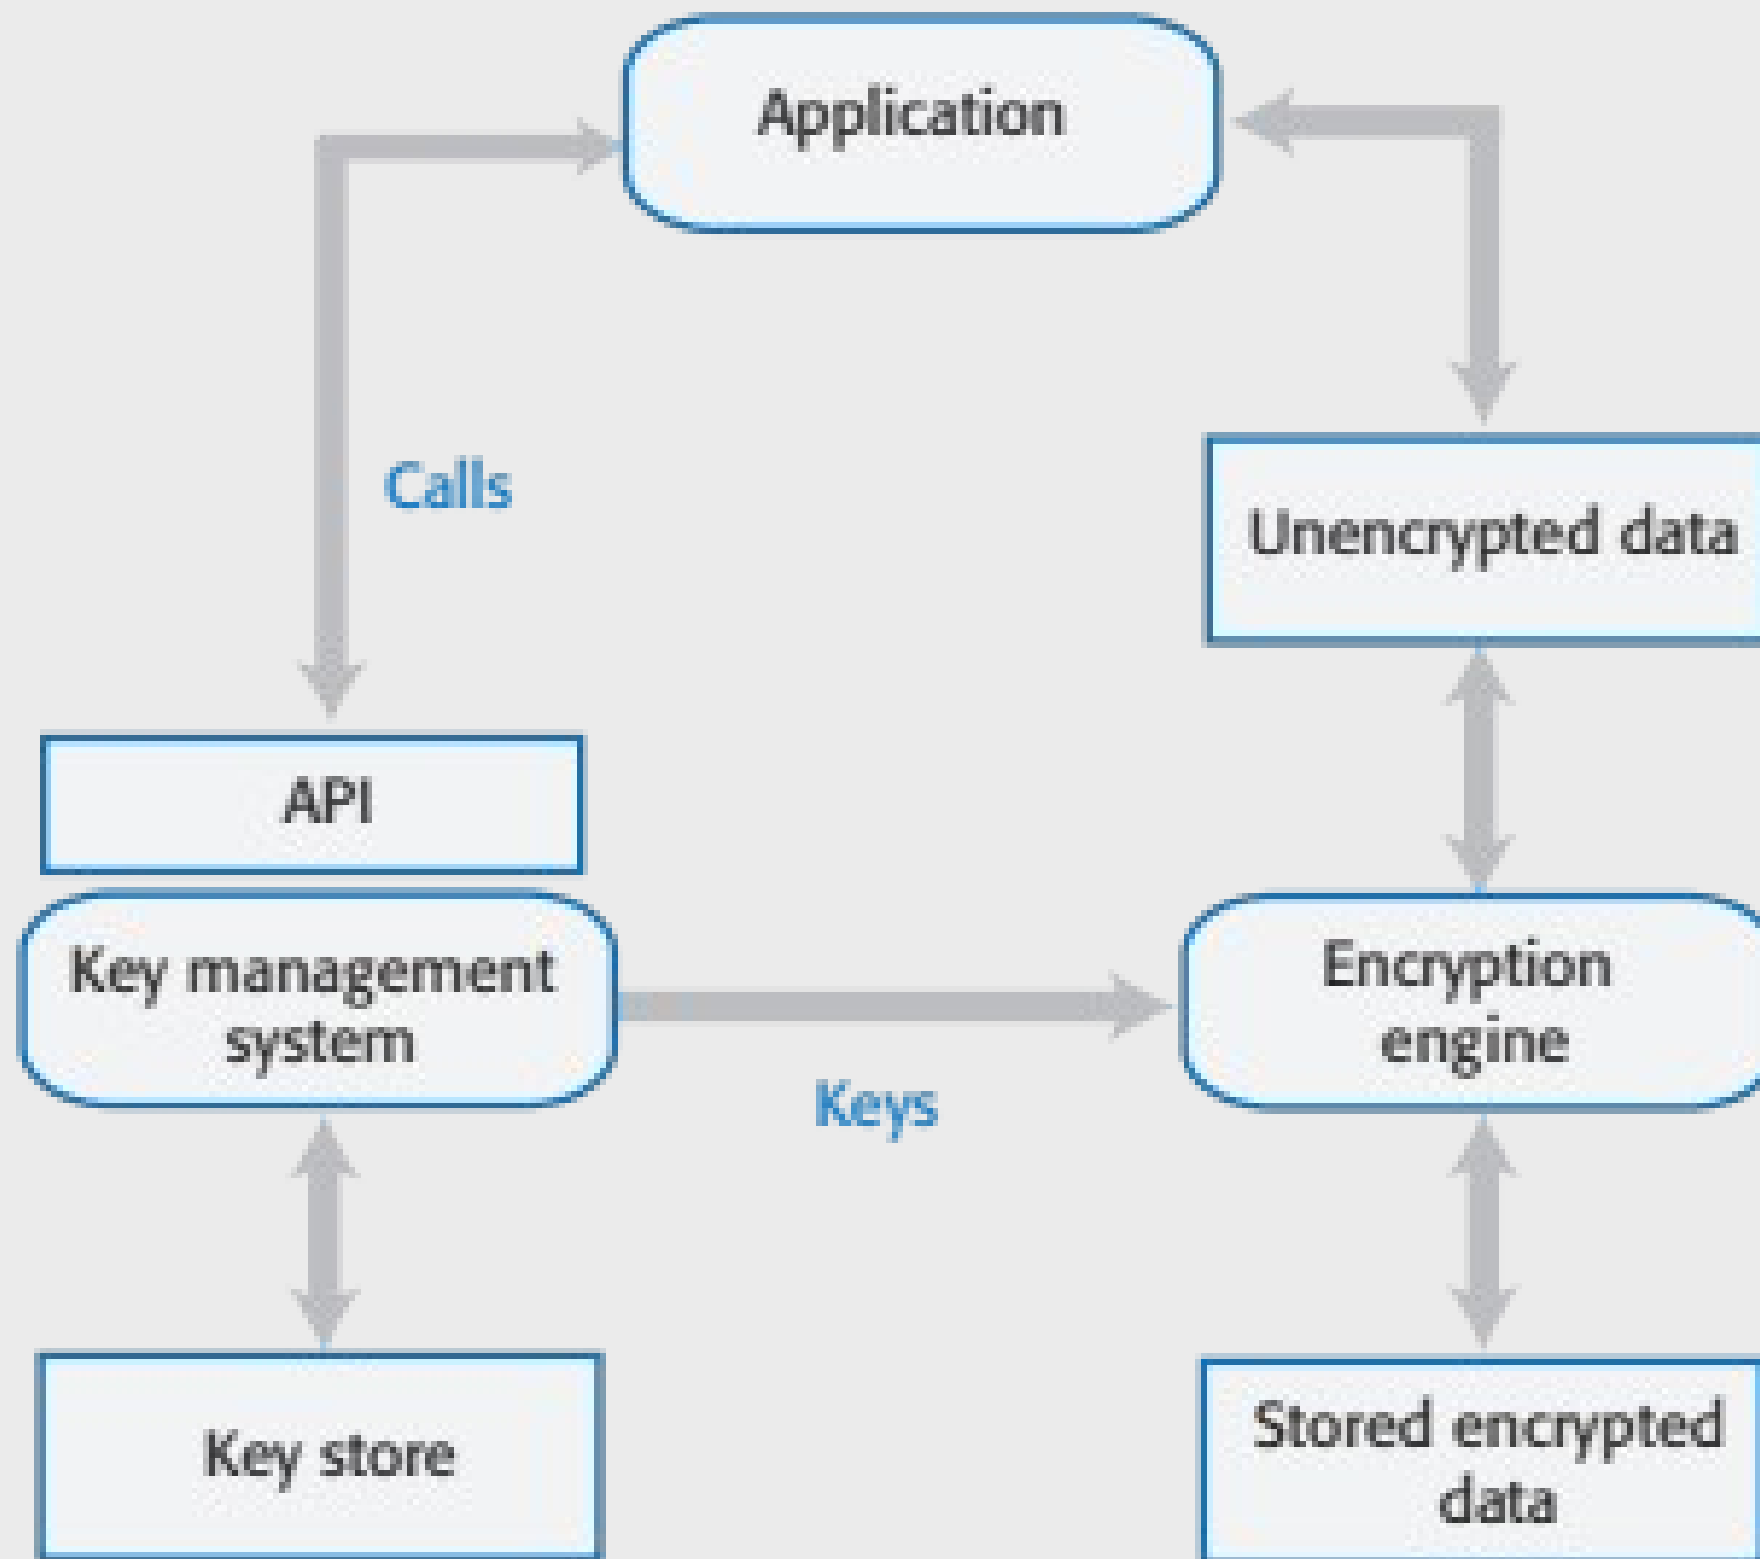 Application
Calls
Unencrypted data
API
Key management
system
Encryption
engine
Keys
Key store
Stored encrypted
data